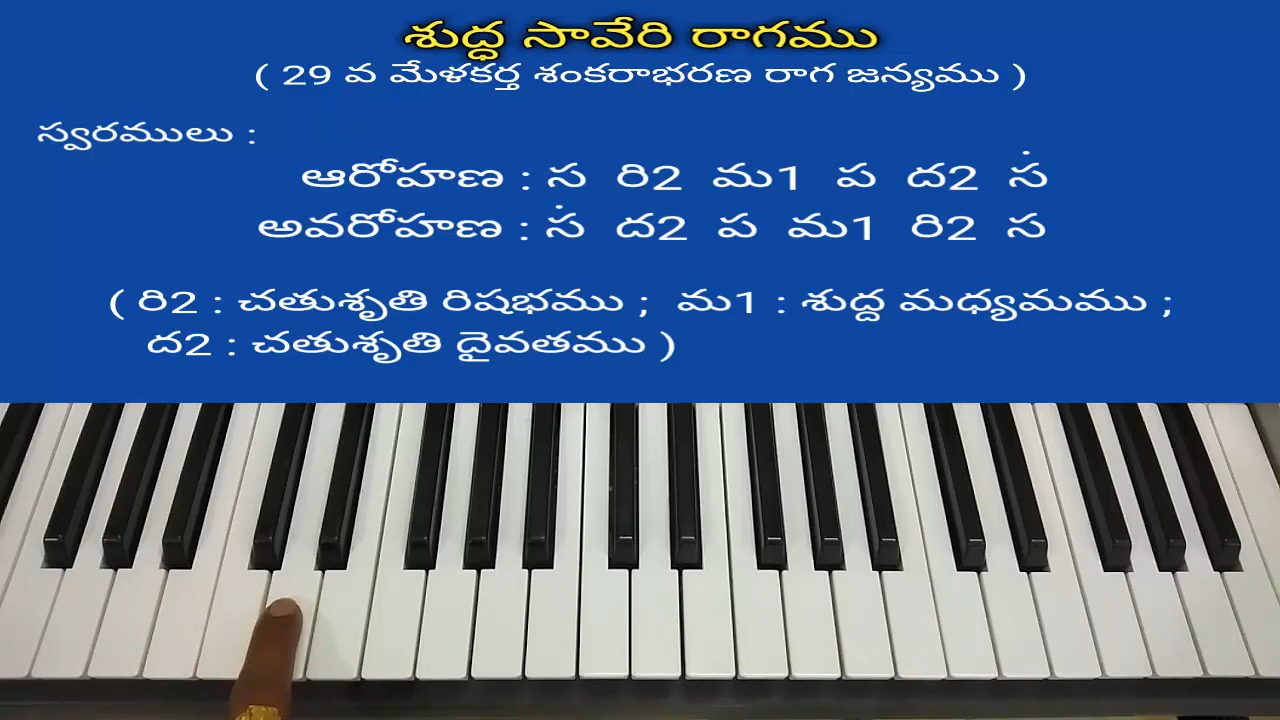 శుద్ధ సావేరి రాగము
( 29 వ మేళకర్త శంకరాభరణ రాగ జన్యము )
స్వరములు :
ఆరోహణ : స రి2 మ1 ప ద2 స̇
అవరోహణ : స̇ ద2 ప మ1 రి2 స
( రి2 : చతుశృతి రిషభము ; మ1 : శుద్ద మధ్యమము ;
ద2 : చతుశృతి దైవతము )